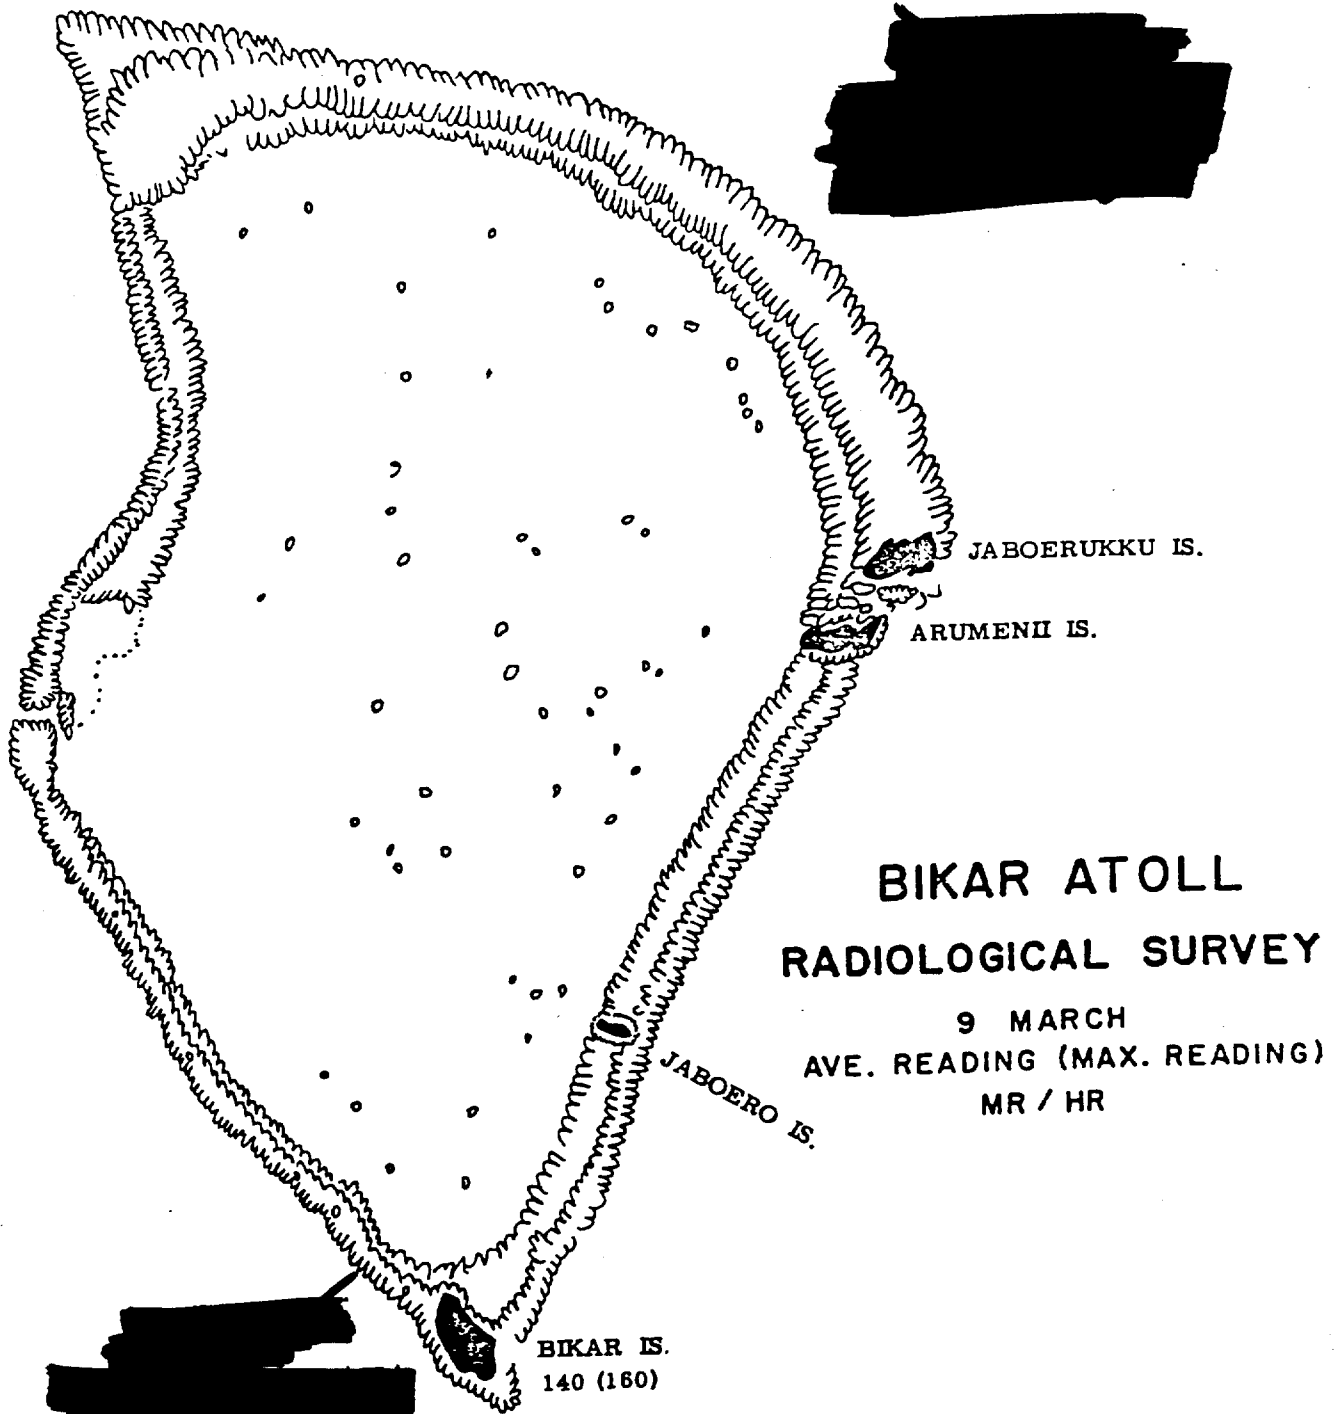 JABOERUKKU IS.
ARUMENII IS.
BIKAR ATOLL
RADIOLOGICAL SURVEY
9 MARCH
AVE. READING (MAX. READING)
MR / HR
JABOERO IS.
BIKAR IS.
140 (160)